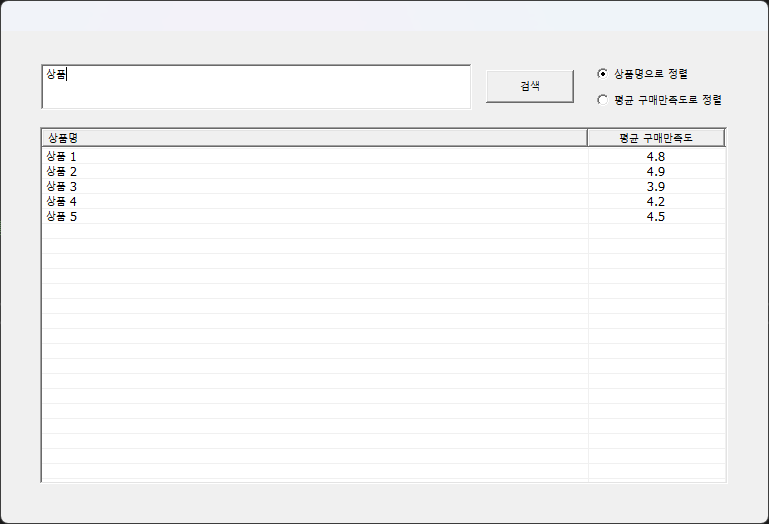 상품
검색
상품명으로 정렬
평균 구매만족도로 정렬
상품명 평균 구매만족도
상품 1 4.8
상품 2 4.9
상품 3 3.9
상품 4 4.2
상품 5 4.5